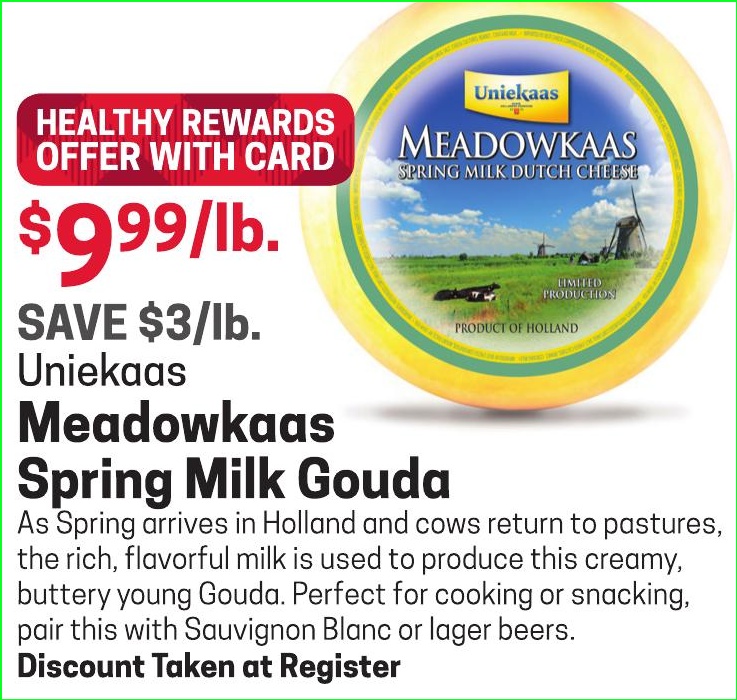 Uniekaas
MEADOWKAAS
SPRING MILK DUTCH CHEESE
LIMITED
PRODUCTION
PRODUCT OF HOLLAND
HEALTHY REWARDS
OFFER WITH CARD
$9.99/lb.
SAVE $3/lb.
Uniekaas
Meadowkaas
Spring Milk Gouda
As Spring arrives in Holland and cows return to pastures,
the rich, flavorful milk is used to produce this creamy,
buttery young Gouda. Perfect for cooking or snacking,
pair this with Sauvignon Blanc or lager beers.
Discount Taken at Register